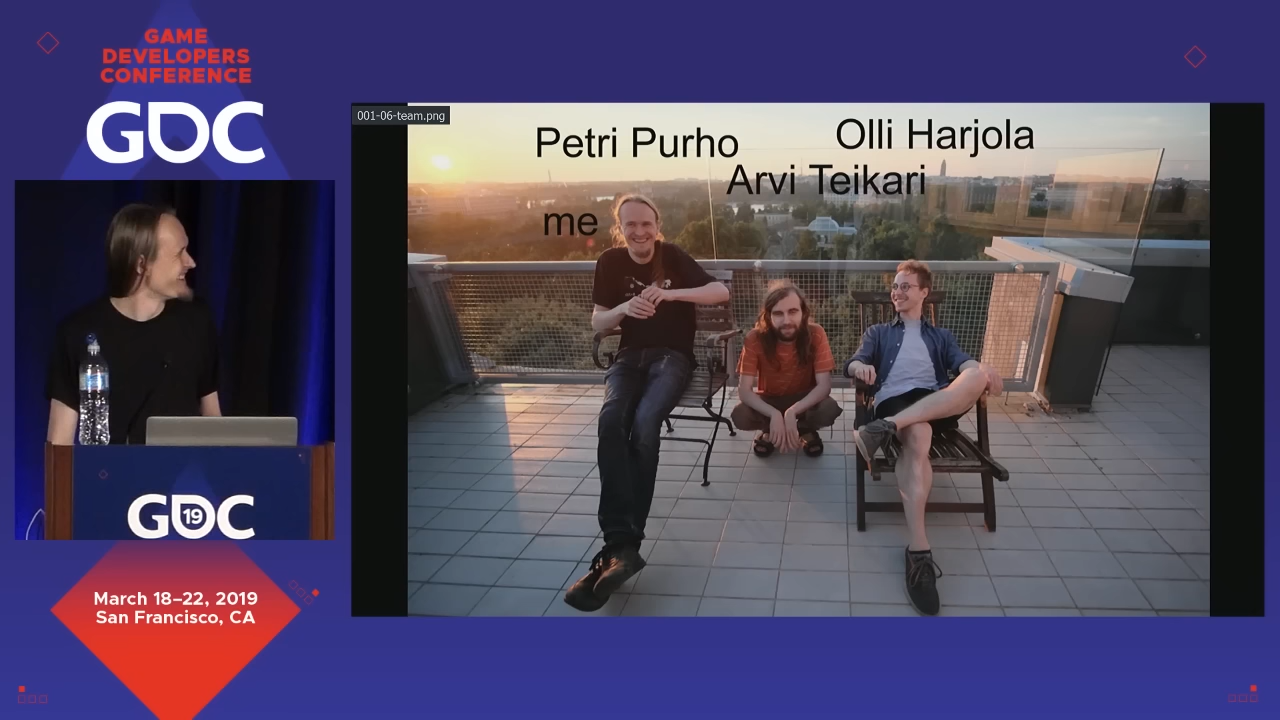 GAME
DEVELOPERS
CONFERENCE
GDC
GDC
19
March 18–22, 2019
San Francisco, CA
001-06-team.png
Petri Purho
Olli Harjola
Arvi Teikari
me